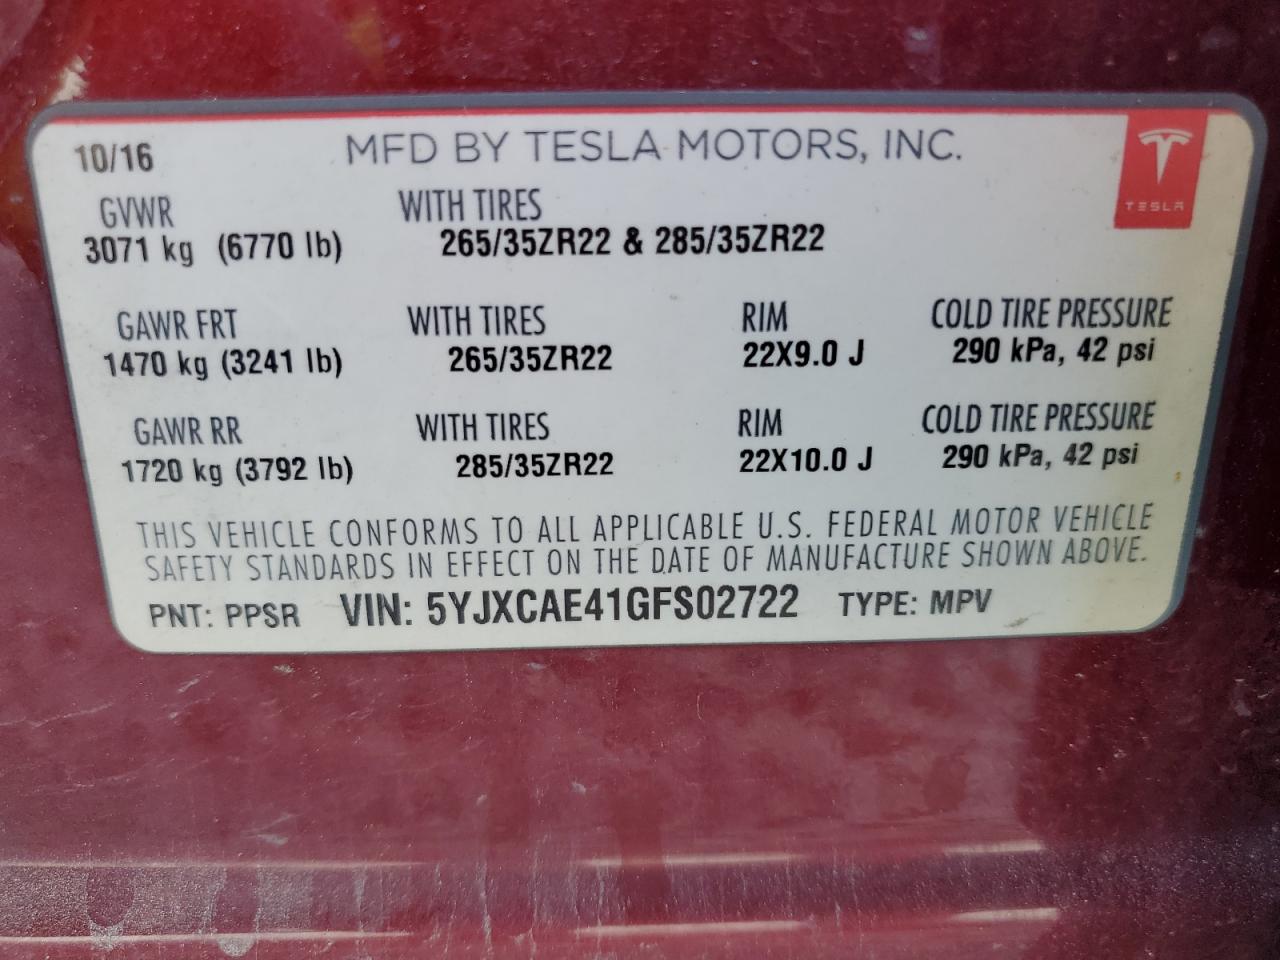 10/16 MFD BY TESLA MOTORS, INC.
TESLA
GVWR WITH TIRES
3071 kg (6770 lb) 265/35ZR22 & 285/35ZR22
GAWR FRT WITH TIRES RIM COLD TIRE PRESSURE
1470 kg (3241 lb) 265/35ZR22 22X9.0 J 290 kPa, 42 psi
GAWR RR WITH TIRES RIM COLD TIRE PRESSURE
1720 kg (3792 lb) 285/35ZR22 22X10.0 J 290 kPa, 42 psi
THIS VEHICLE CONFORMS TO ALL APPLICABLE U.S. FEDERAL MOTOR VEHICLE
SAFETY STANDARDS IN EFFECT ON THE DATE OF MANUFACTURE SHOWN ABOVE.
PNT: PPSR VIN: 5YJXCAE41GFS02722 TYPE: MPV